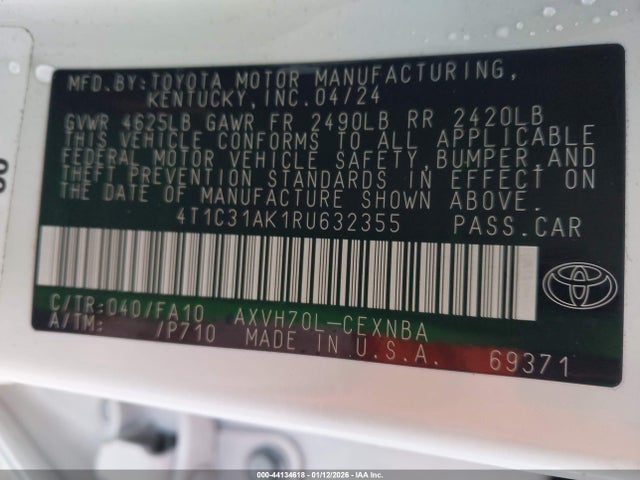 MFD.BY:TOYOTA MOTOR MANUFACTURING,
KENTUCKY, INC. 04/24
GVWR 4625LB GAWR FR 2490LB RR 2420LB
THIS VEHICLE CONFORMS TO ALL APPLICABLE
FEDERAL MOTOR VEHICLE SAFETY, BUMPER, AND
THEFT PREVENTION STANDARDS IN EFFECT ON
THE DATE OF MANUFACTURE SHOWN ABOVE.
4T1C31AK1RU632355 PASS.CAR
C/TR:040/FA10 AXVH70L-CEXNBA
A/TM: /P710 MADE IN U.S.A. 69371
000-44134618 - 01/12/2026 - IAA Inc.